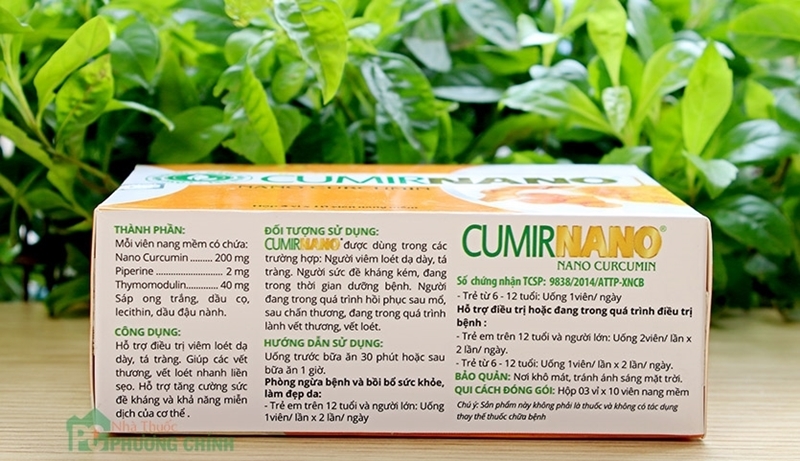 CUMIRNANO
NANO CURCUMIN
THÀNH PHẦN:
Mỗi viên nang mềm có chứa:
Nano Curcumin ........ 200 mg
Piperine ........................ 2 mg
Thymomodulin............40 mg
Sáp ong trắng, dầu cọ,
lecithin, dầu đậu nành.
CÔNG DỤNG:
Hỗ trợ điều trị viêm loét dạ
dày, tá tràng. Giúp các vết
thương, vết loét nhanh liền
sẹo. Hỗ trợ tăng cường sức
đề kháng và khả năng miễn
dịch của cơ thể .
ĐỐI TƯỢNG SỬ DỤNG:
CUMIRNANO® được dùng trong các
trường hợp: Người viêm loét dạ dày, tá
tràng. Người sức đề kháng kém, đang
trong thời gian dưỡng bệnh. Người
đang trong quá trình hồi phục sau mổ,
sau chấn thương, đang trong quá trình
lành vết thương, vết loét.
HƯỚNG DẪN SỬ DỤNG:
Uống trước bữa ăn 30 phút hoặc sau
bữa ăn 1 giờ.
Phòng ngừa bệnh và bồi bổ sức khỏe,
làm đẹp da:
- Trẻ em trên 12 tuổi và người lớn: Uống
1viên/ lần x 2 lần/ ngày
CUMIRNANO®
NANO CURCUMIN
Số chứng nhận TCSP: 9838/2014/ATTP-XNCB
- Trẻ từ 6 - 12 tuổi: Uống 1viên/ ngày
Hỗ trợ điều trị hoặc đang trong quá trình điều trị
bệnh :
- Trẻ em trên 12 tuổi và người lớn: Uống 2viên/ lần x
2 lần/ ngày.
- Trẻ từ 6 - 12 tuổi: Uống 1viên/ lần x 2 lần/ ngày.
BẢO QUẢN: Nơi khô mát, tránh ánh sáng mặt trời.
QUI CÁCH ĐÓNG GÓI: Hộp 03 vỉ x 10 viên nang mềm
Chú ý: Sản phẩm này không phải là thuốc và không có tác dụng
thay thế thuốc chữa bệnh
Nhà Thuốc
PHƯƠNG CHÍNH